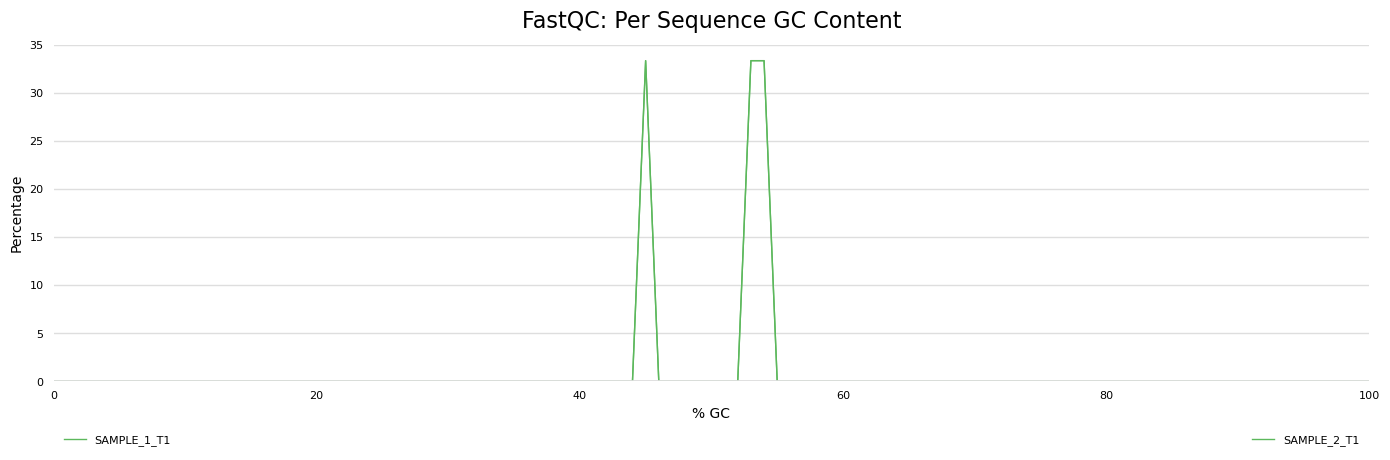 FastQC: Per Sequence GC Content
35
30
25
20
15
10
5
0
Percentage
0 20 40 60 80 100
% GC
SAMPLE_1_T1 SAMPLE_2_T1